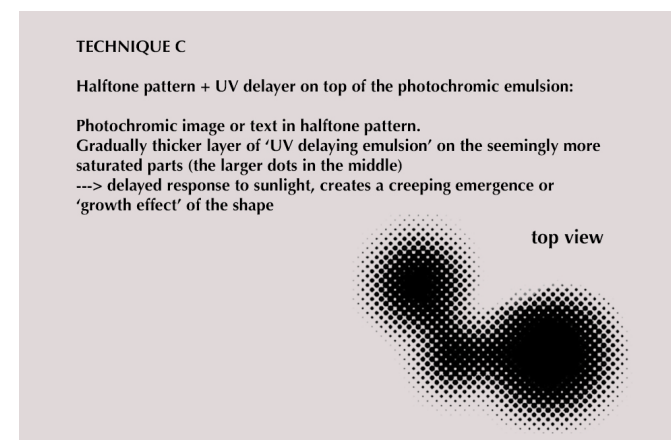 TECHNIQUE C
Halftone pattern + UV delayer on top of the photochromic emulsion:
Photochromic image or text in halftone pattern.
Gradually thicker layer of ‘UV delaying emulsion’ on the seemingly more
saturated parts (the larger dots in the middle)
---> delayed response to sunlight, creates a creeping emergence or
‘growth effect’ of the shape
top view